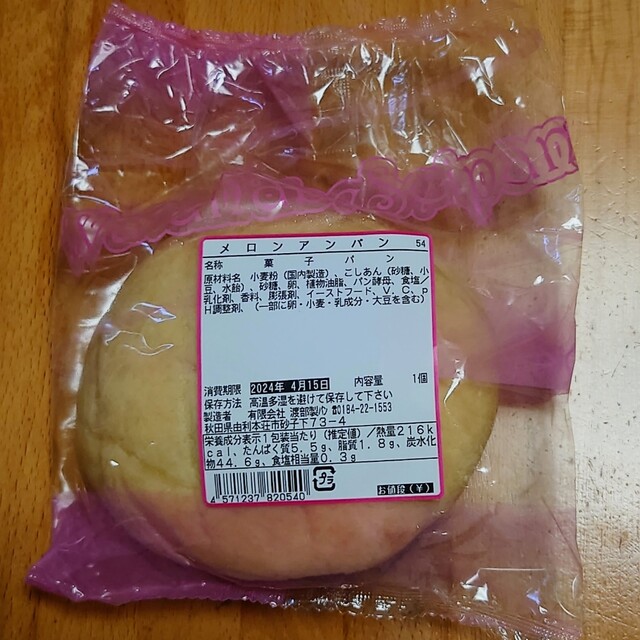 メロンアンパン 54
名称 菓子パン
原材料名 小麦粉（国内製造）、こしあん（砂糖、小
豆、水飴）、砂糖、卵、植物油脂、パン酵母、食塩／
乳化剤、香料、膨張剤、イーストフード、Ｖ．Ｃ、ｐ
Ｈ調整剤、（一部に卵・小麦・乳成分・大豆を含む）
消費期限 2024年 4月15日 内容量 1個
保存方法 高温多湿を避けて保存して下さい
製造者 有限会社 渡部製パン ☎0184-22-1553
秋田県由利本荘市砂子下73-4
栄養成分表示１包装当たり（推定値）／熱量216k
cal、たんぱく質5.5g、脂質1.8g、炭水化
物44.6g、食塩相当量0.3g
4571237820540
プラ
お値段（¥）